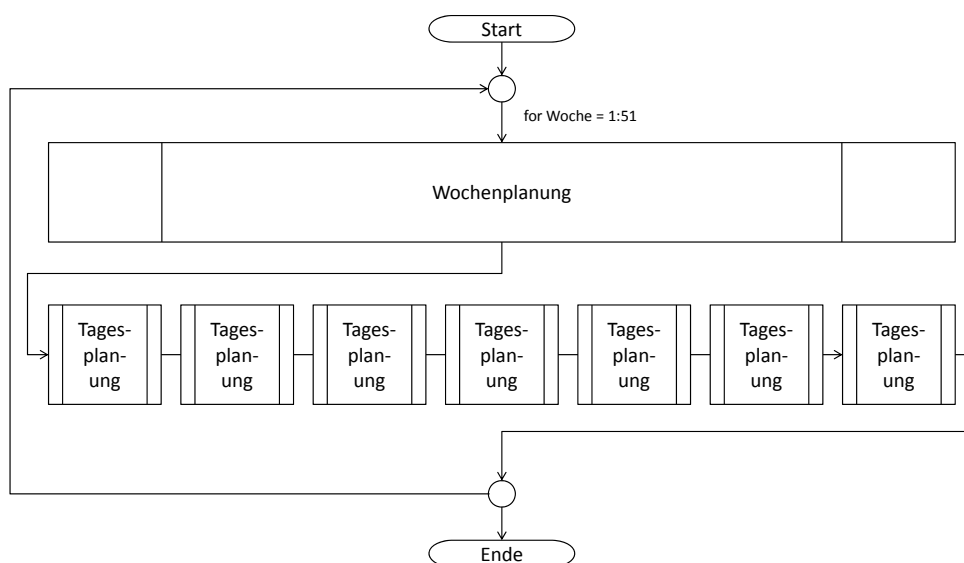 Start
for Woche = 1:51
Wochenplanung
Tages-
plan-
ung
Tages-
plan-
ung
Tages-
plan-
ung
Tages-
plan-
ung
Tages-
plan-
ung
Tages-
plan-
ung
Tages-
plan-
ung
Ende